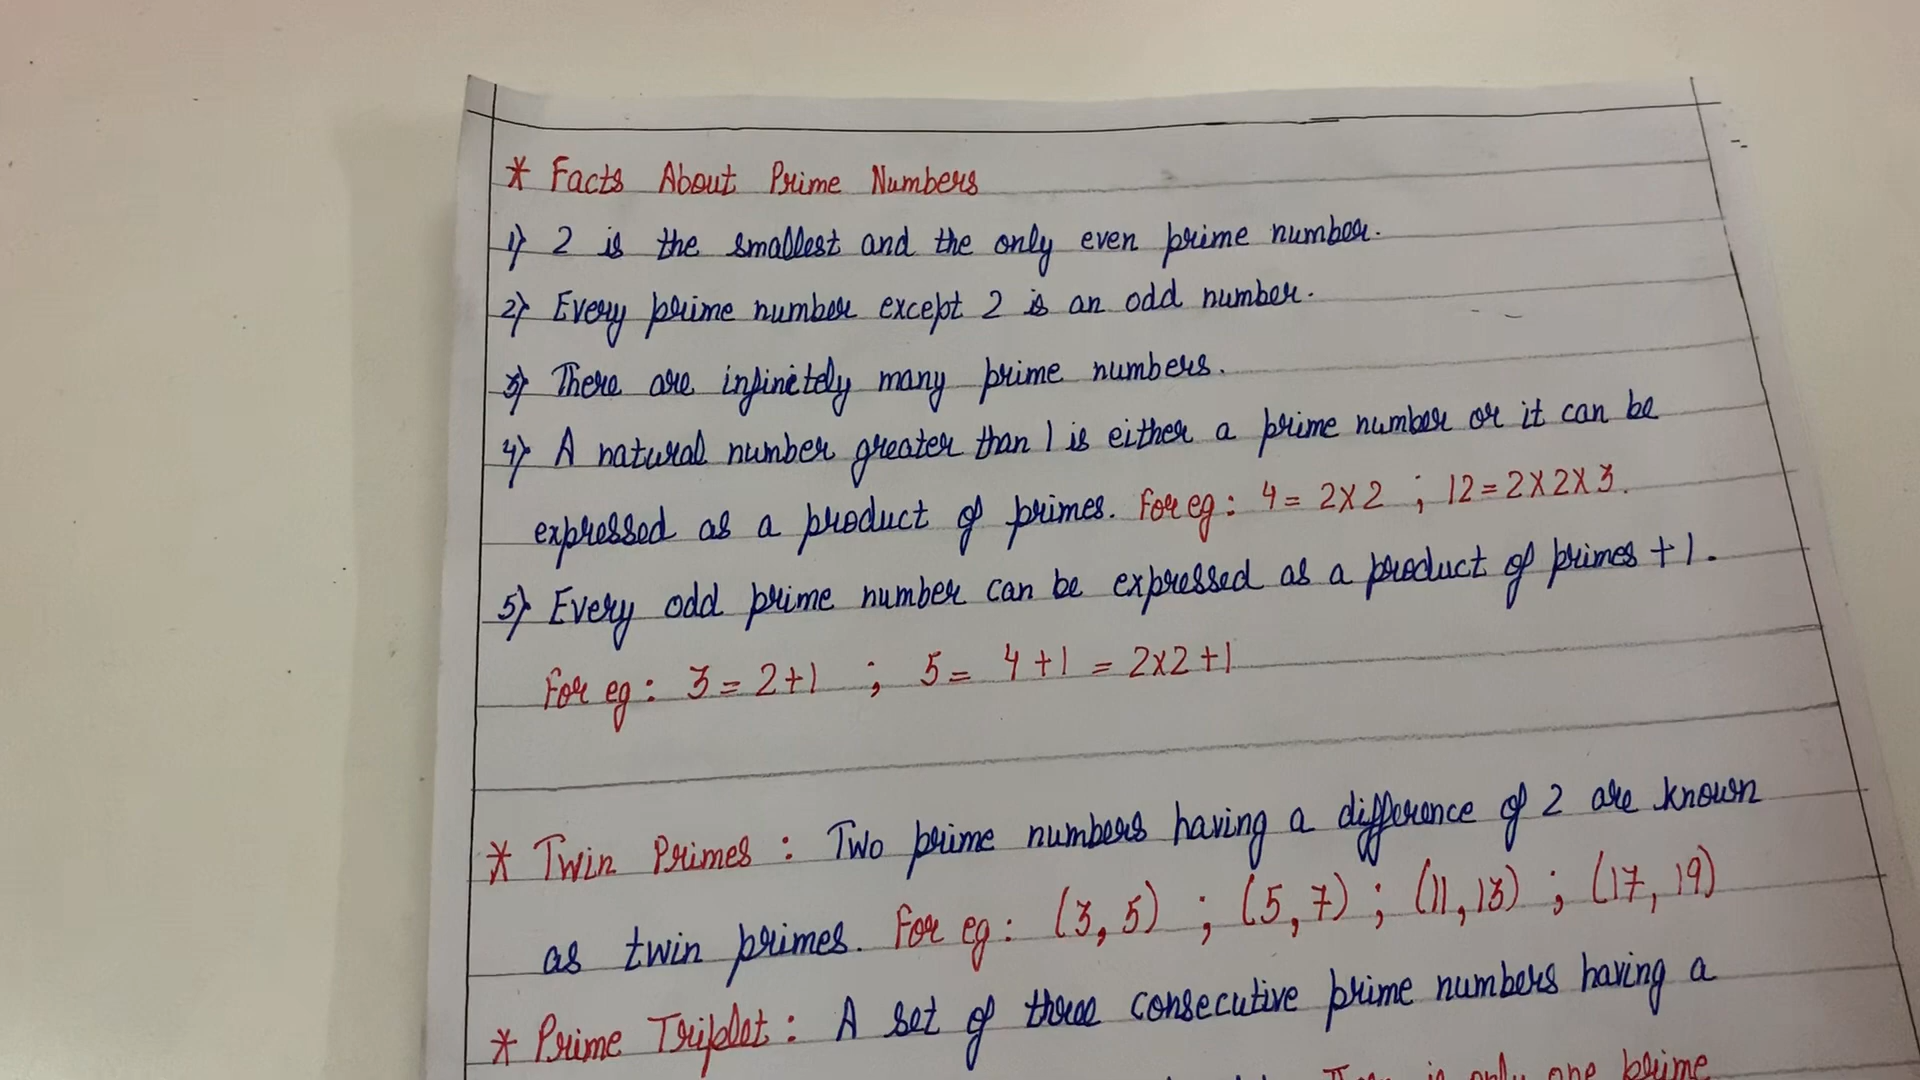 * Facts About Prime Numbers
1) 2 is the smallest and the only even prime number.
2) Every prime number except 2 is an odd number.
3) There are infinitely many prime numbers.
4) A natural number greater than 1 is either a prime number or it can be
expressed as a product of primes. For eg: 4 = 2×2 ; 12 = 2×2×3.
5) Every odd prime number can be expressed as a product of primes +1.
For eg: 3 = 2+1 ; 5 = 4+1 = 2×2+1
* Twin Primes : Two prime numbers having a difference of 2 are known
as twin primes. For eg: (3,5) ; (5,7) ; (11,13) ; (17,19)
* Prime Triplet : A set of three consecutive prime numbers having a
is only one prime